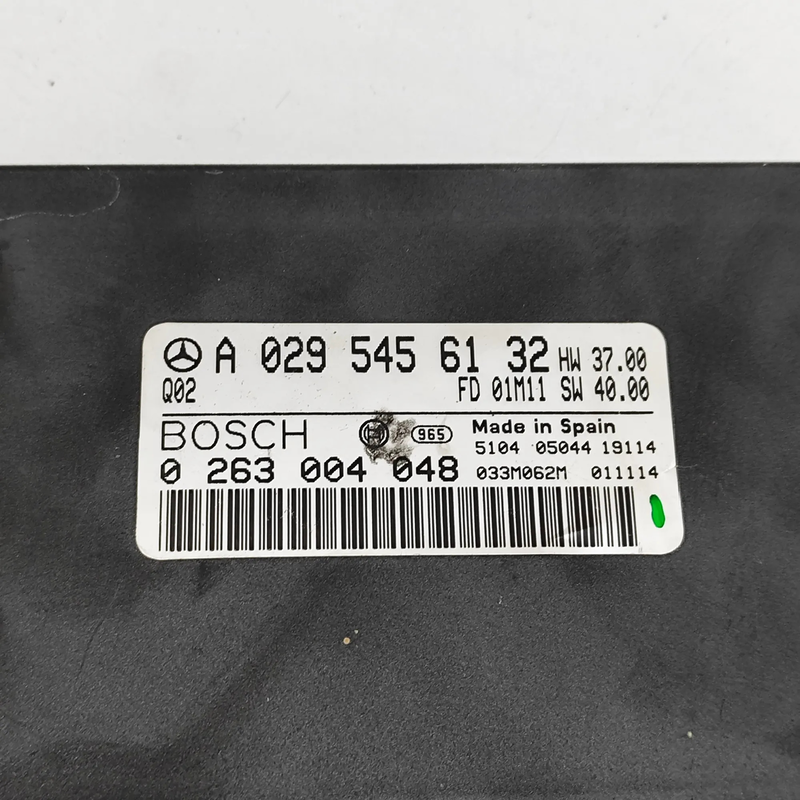 A 029 545 61 32 HW 37.00
Q02 FD 01M11 SW 40.00
BOSCH 965 Made in Spain
5104 05044 19114
0 263 004 048 033M062M 011114